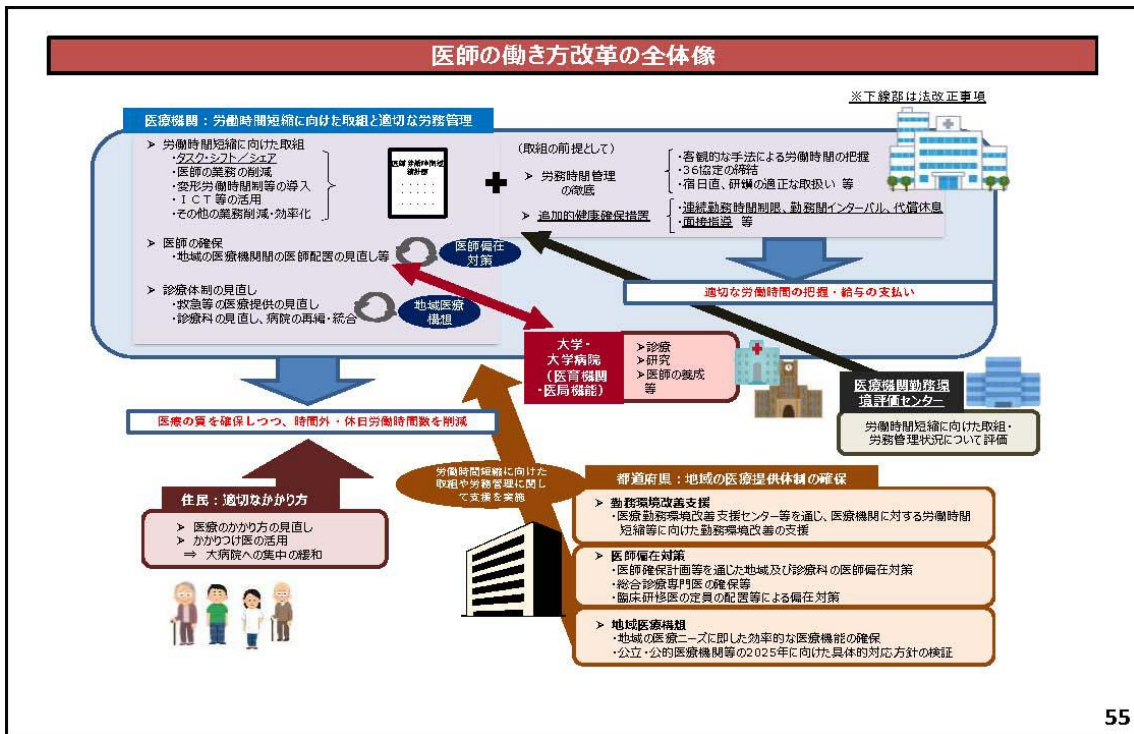 医師の働き方改革の全体像
※下線部は法改正事項
医療機関：労働時間短縮に向けた取組と適切な労務管理
➢ 労働時間短縮に向けた取組
・タスク・シフト／シェア
・医師の業務の削減
・変形労働時間制等の導入
・ＩＣＴ等の活用
・その他の業務削減・効率化
医師労働時間短
縮計画
➢ 医師の確保
・地域の医療機関間の医師配置の見直し等
医師偏在
対策
➢ 診療体制の見直し
・救急等の医療提供の見直し
・診療科の見直し、病院の再編・統合
地域医療
構想
(取組の前提として)
➢ 労務時間管理
の徹底
・客観的な手法による労働時間の把握
・36協定の締結
・宿日直、研鑽の適正な取扱い 等
➢ 追加的健康確保措置
・連続勤務時間制限、勤務間インターバル、代償休息
・面接指導 等
適切な労働時間の把握・給与の支払い
大学・
大学病院
（医育機関
・医局機能）
➢診療
➢研究
➢医師の養成
等
医療機関勤務環
境評価センター
労働時間短縮に向けた取組・
労務管理状況について評価
医療の質を確保しつつ、時間外・休日労働時間数を削減
住民：適切なかかり方
➢ 医療のかかり方の見直し
➢ かかりつけ医の活用
⇒ 大病院への集中の緩和
労働時間短縮に向けた
取組や労務管理に関し
て支援を実施
都道府県：地域の医療提供体制の確保
➢ 勤務環境改善支援
・医療勤務環境改善支援センター等を通じ、医療機関に対する労働時間
短縮等に向けた勤務環境改善の支援
➢ 医師偏在対策
・医師確保計画等を通じた地域及び診療科の医師偏在対策
・総合診療専門医の確保等
・臨床研修医の定員の配置等による偏在対策
➢ 地域医療構想
・地域の医療ニーズに即した効率的な医療機能の確保
・公立・公的医療機関等の2025年に向けた具体的対応方針の検証
55